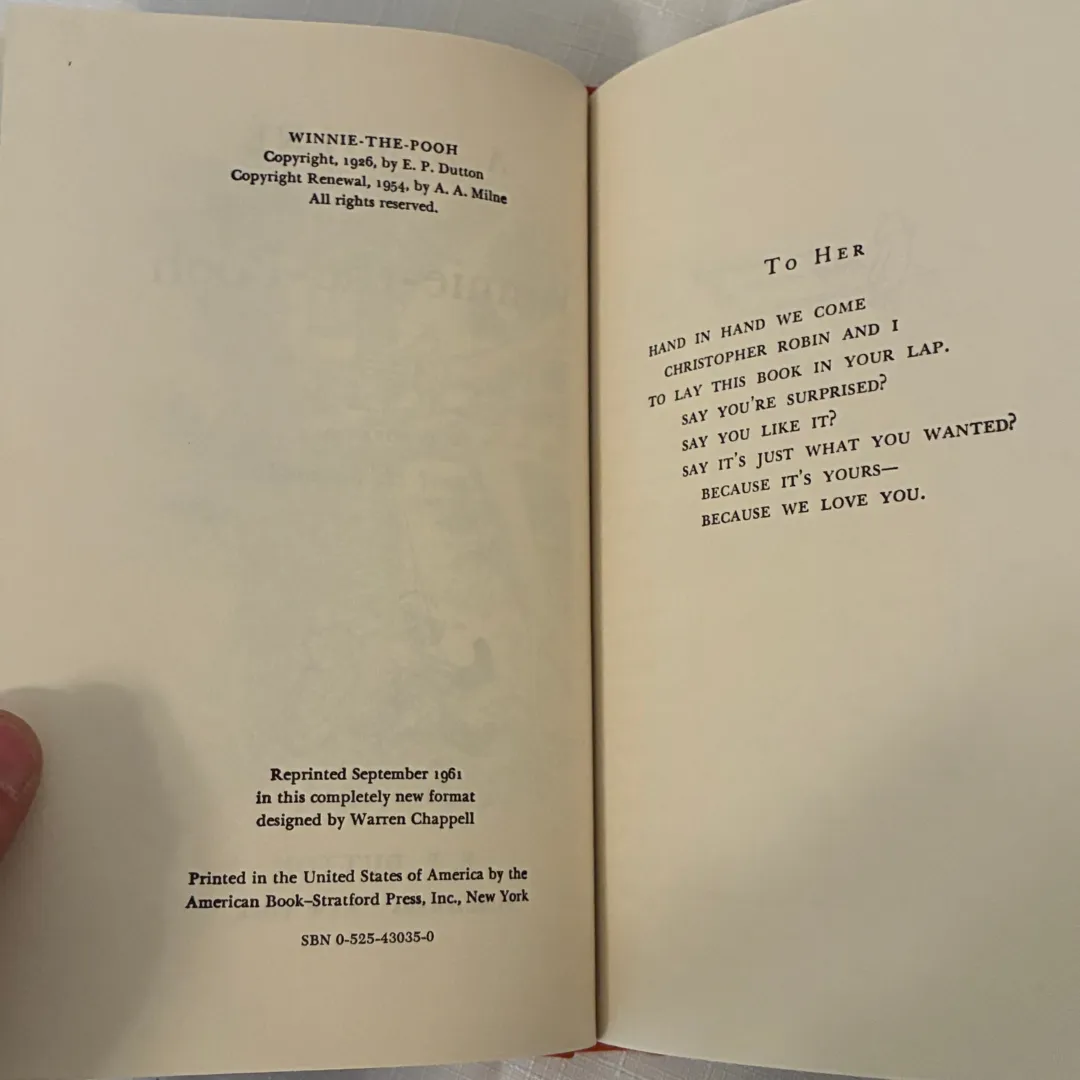 WINNIE-THE-POOH
Copyright, 1926, by E. P. Dutton
Copyright Renewal, 1954, by A. A. Milne
All rights reserved.
Reprinted September 1961
in this completely new format
designed by Warren Chappell
Printed in the United States of America by the
American Book–Stratford Press, Inc., New York
SBN 0-525-43035-0
To Her
HAND IN HAND WE COME
CHRISTOPHER ROBIN AND I
TO LAY THIS BOOK IN YOUR LAP.
SAY YOU'RE SURPRISED?
SAY YOU LIKE IT?
SAY IT'S JUST WHAT YOU WANTED?
BECAUSE IT'S YOURS—
BECAUSE WE LOVE YOU.